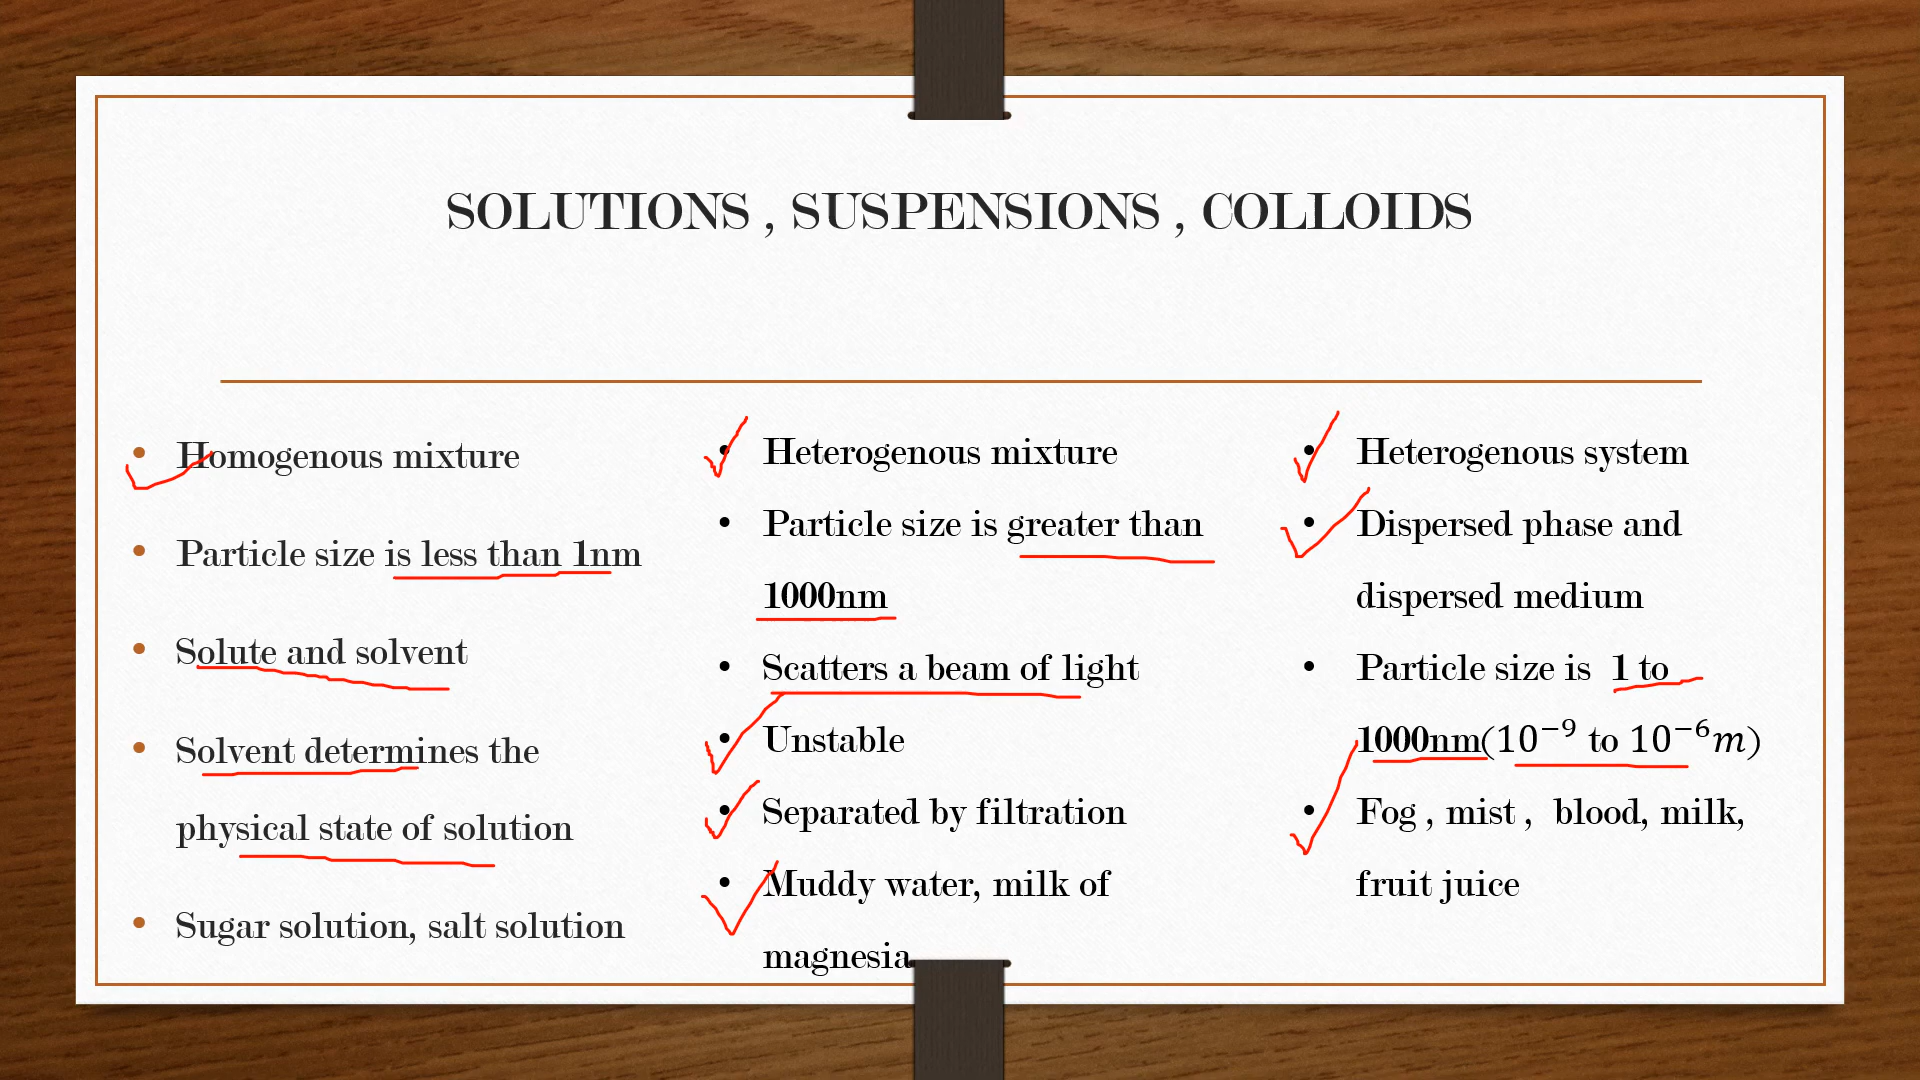 SOLUTIONS , SUSPENSIONS , COLLOIDS
• Homogenous mixture
• Particle size is less than 1nm
• Solute and solvent
• Solvent determines the
physical state of solution
• Sugar solution, salt solution
• Heterogenous mixture
• Particle size is greater than
1000nm
• Scatters a beam of light
• Unstable
• Separated by filtration
• Muddy water, milk of
magnesia
• Heterogenous system
• Dispersed phase and
dispersed medium
• Particle size is 1 to
1000nm(10⁻⁹ to 10⁻⁶m)
• Fog , mist , blood, milk,
fruit juice